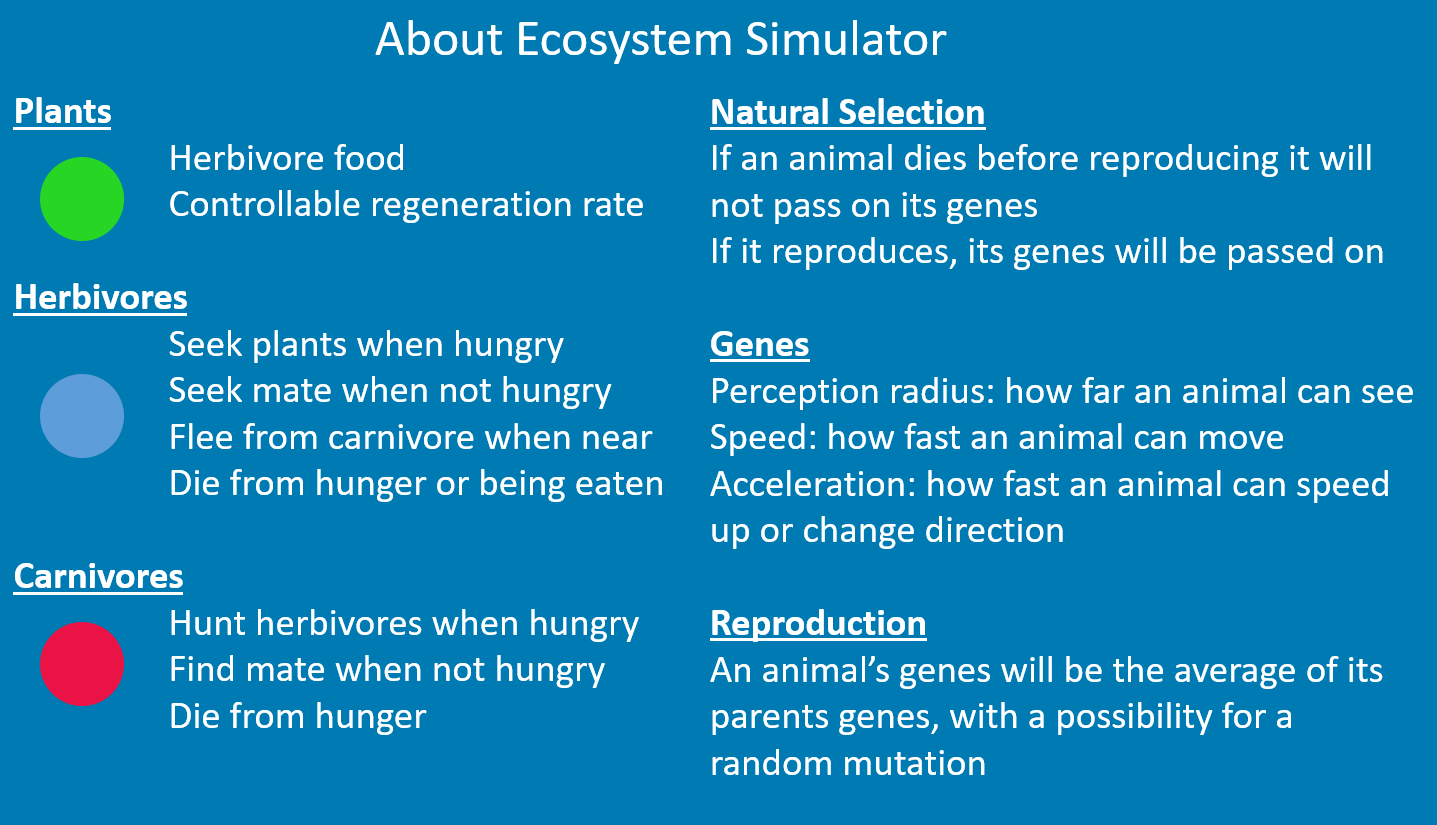 About Ecosystem Simulator
Plants
Herbivore food
Controllable regeneration rate
Herbivores
Seek plants when hungry
Seek mate when not hungry
Flee from carnivore when near
Die from hunger or being eaten
Carnivores
Hunt herbivores when hungry
Find mate when not hungry
Die from hunger
Natural Selection
If an animal dies before reproducing it will
not pass on its genes
If it reproduces, its genes will be passed on
Genes
Perception radius: how far an animal can see
Speed: how fast an animal can move
Acceleration: how fast an animal can speed
up or change direction
Reproduction
An animal’s genes will be the average of its
parents genes, with a possibility for a
random mutation